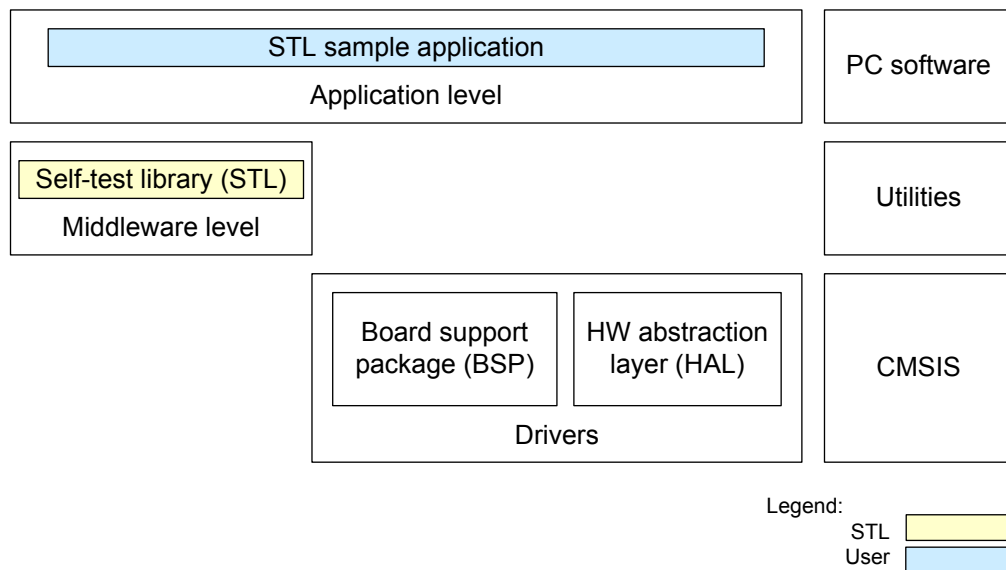 STL sample application
Application level
PC software
Self-test library (STL)
Middleware level
Utilities
Board support
package (BSP)
HW abstraction
layer (HAL)
Drivers
CMSIS
Legend:
STL
User